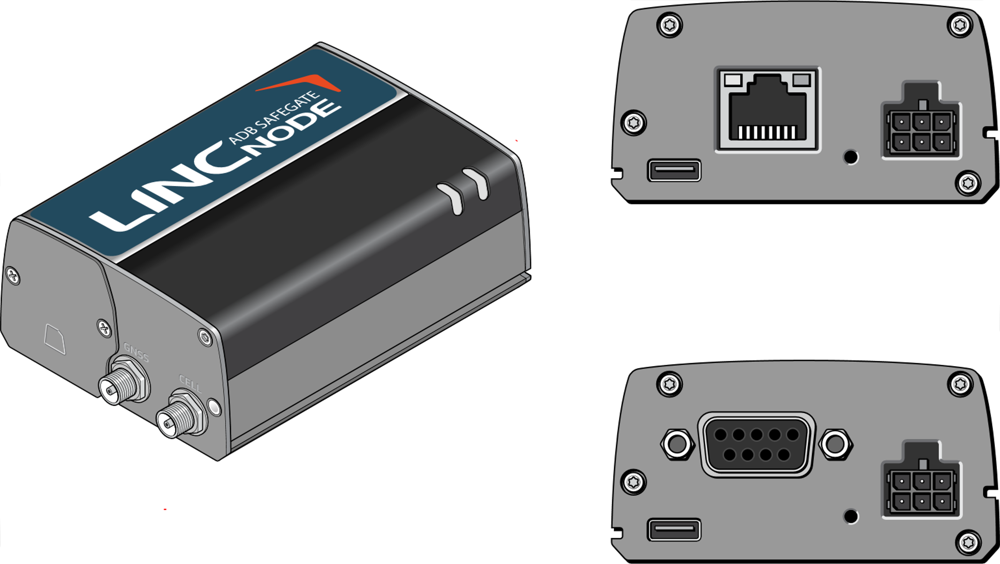 ADB SAFEGATE
LINC NODE
GNSS
CELL